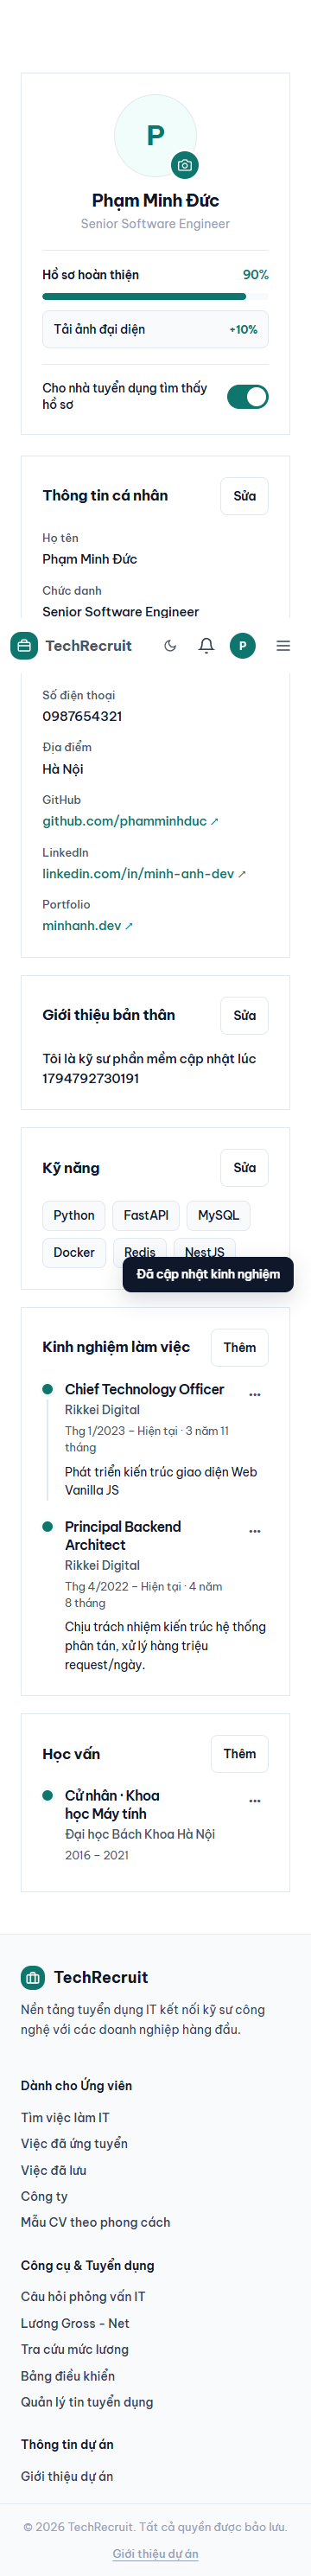 P
Phạm Minh Đức
Senior Software Engineer
Hồ sơ hoàn thiện 90%
Tải ảnh đại diện +10%
Cho nhà tuyển dụng tìm thấy
hồ sơ
Thông tin cá nhân Sửa
Họ tên
Phạm Minh Đức
Chức danh
Senior Software Engineer
TechRecruit P
Số điện thoại
0987654321
Địa điểm
Hà Nội
GitHub
github.com/phamminhduc ↗
LinkedIn
linkedin.com/in/minh-anh-dev ↗
Portfolio
minhanh.dev ↗
Giới thiệu bản thân Sửa
Tôi là kỹ sư phần mềm cập nhật lúc
1794792730191
Kỹ năng Sửa
Python FastAPI MySQL
Docker Redis NestJS
Đã cập nhật kinh nghiệm
Kinh nghiệm làm việc Thêm
Chief Technology Officer ...
Rikkei Digital
Thg 1/2023 – Hiện tại · 3 năm 11
tháng
Phát triển kiến trúc giao diện Web
Vanilla JS
Principal Backend ...
Architect
Rikkei Digital
Thg 4/2022 – Hiện tại · 4 năm
8 tháng
Chịu trách nhiệm kiến trúc hệ thống
phân tán, xử lý hàng triệu
request/ngày.
Học vấn Thêm
Cử nhân · Khoa ...
học Máy tính
Đại học Bách Khoa Hà Nội
2016 – 2021
TechRecruit
Nền tảng tuyển dụng IT kết nối kỹ sư công
nghệ với các doanh nghiệp hàng đầu.
Dành cho Ứng viên
Tìm việc làm IT
Việc đã ứng tuyển
Việc đã lưu
Công ty
Mẫu CV theo phong cách
Công cụ & Tuyển dụng
Câu hỏi phỏng vấn IT
Lương Gross - Net
Tra cứu mức lương
Bảng điều khiển
Quản lý tin tuyển dụng
Thông tin dự án
Giới thiệu dự án
© 2026 TechRecruit. Tất cả quyền được bảo lưu.
Giới thiệu dự án